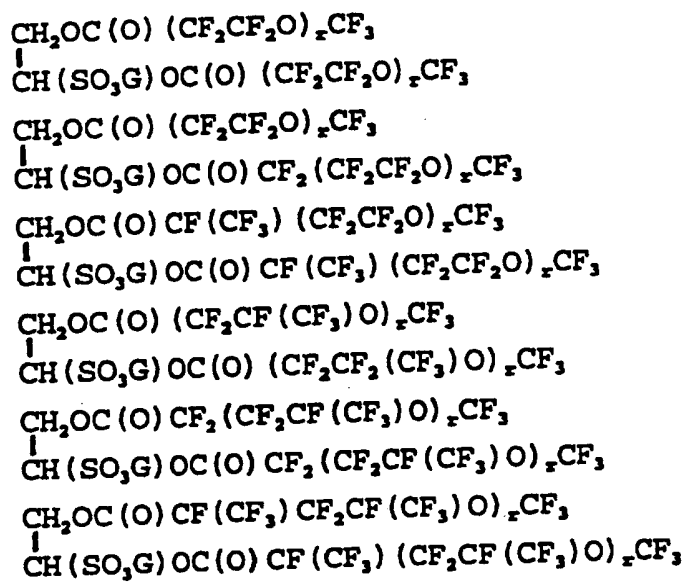 CH₂OC(O) (CF₂CF₂O)ₓCF₃
CH(SO₃G)OC(O) (CF₂CF₂O)ₓCF₃
CH₂OC(O) (CF₂CF₂O)ₓCF₃
CH(SO₃G)OC(O) CF₂(CF₂CF₂O)ₓCF₃
CH₂OC(O) CF(CF₃) (CF₂CF₂O)ₓCF₃
CH(SO₃G)OC(O) CF(CF₃) (CF₂CF₂O)ₓCF₃
CH₂OC(O) (CF₂CF(CF₃)O)ₓCF₃
CH(SO₃G)OC(O) (CF₂CF₂(CF₃)O)ₓCF₃
CH₂OC(O)CF₂(CF₂CF(CF₃)O)ₓCF₃
CH(SO₃G)OC(O) CF₂(CF₂CF(CF₃)O)ₓCF₃
CH₂OC(O)CF(CF₃)CF₂CF(CF₃)O)ₓCF₃
CH(SO₃G)OC(O)CF(CF₃) (CF₂CF(CF₃)O)ₓCF₃